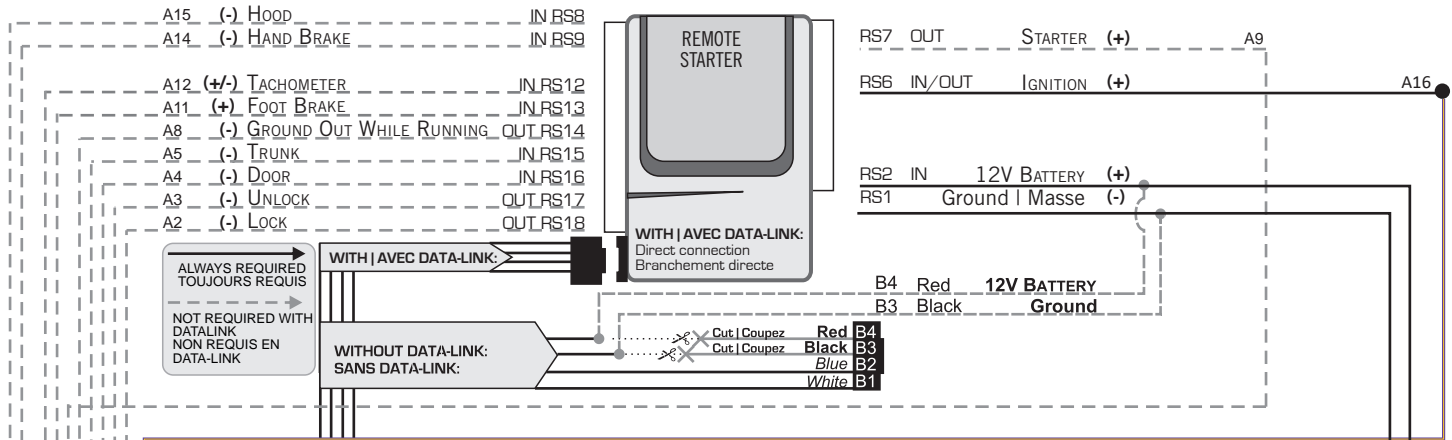 A15 (-) HOOD IN RS8
A14 (-) HAND BRAKE IN RS9
A12 (+/-) TACHOMETER IN RS12
A11 (+) FOOT BRAKE IN RS13
A8 (-) GROUND OUT WHILE RUNNING OUT RS14
A5 (-) TRUNK IN RS15
A4 (-) DOOR IN RS16
A3 (-) UNLOCK OUT RS17
A2 (-) LOCK OUT RS18
REMOTE
STARTER
WITH | AVEC DATA-LINK:
Direct connection
Branchement directe
RS7 OUT STARTER (+) A9
RS6 IN/OUT IGNITION (+) A16
RS2 IN 12V BATTERY (+)
RS1 Ground | Masse (-)
ALWAYS REQUIRED
TOUJOURS REQUIS
NOT REQUIRED WITH
DATALINK
NON REQUIS EN
DATA-LINK
WITH | AVEC DATA-LINK:
B4 Red 12V BATTERY
B3 Black Ground
WITHOUT DATA-LINK:
SANS DATA-LINK:
Cut | Coupez Red B4
Cut | Coupez Black B3
Blue B2
White B1